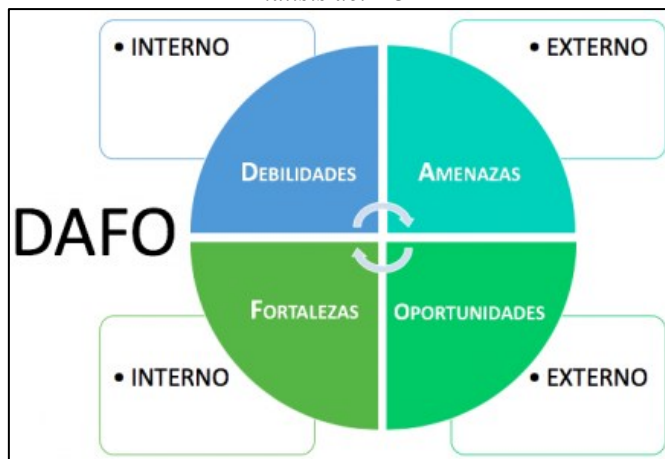 • INTERNO
• EXTERNO
DEBILIDADES
AMENAZAS
DAFO
FORTALEZAS
OPORTUNIDADES
• INTERNO
• EXTERNO